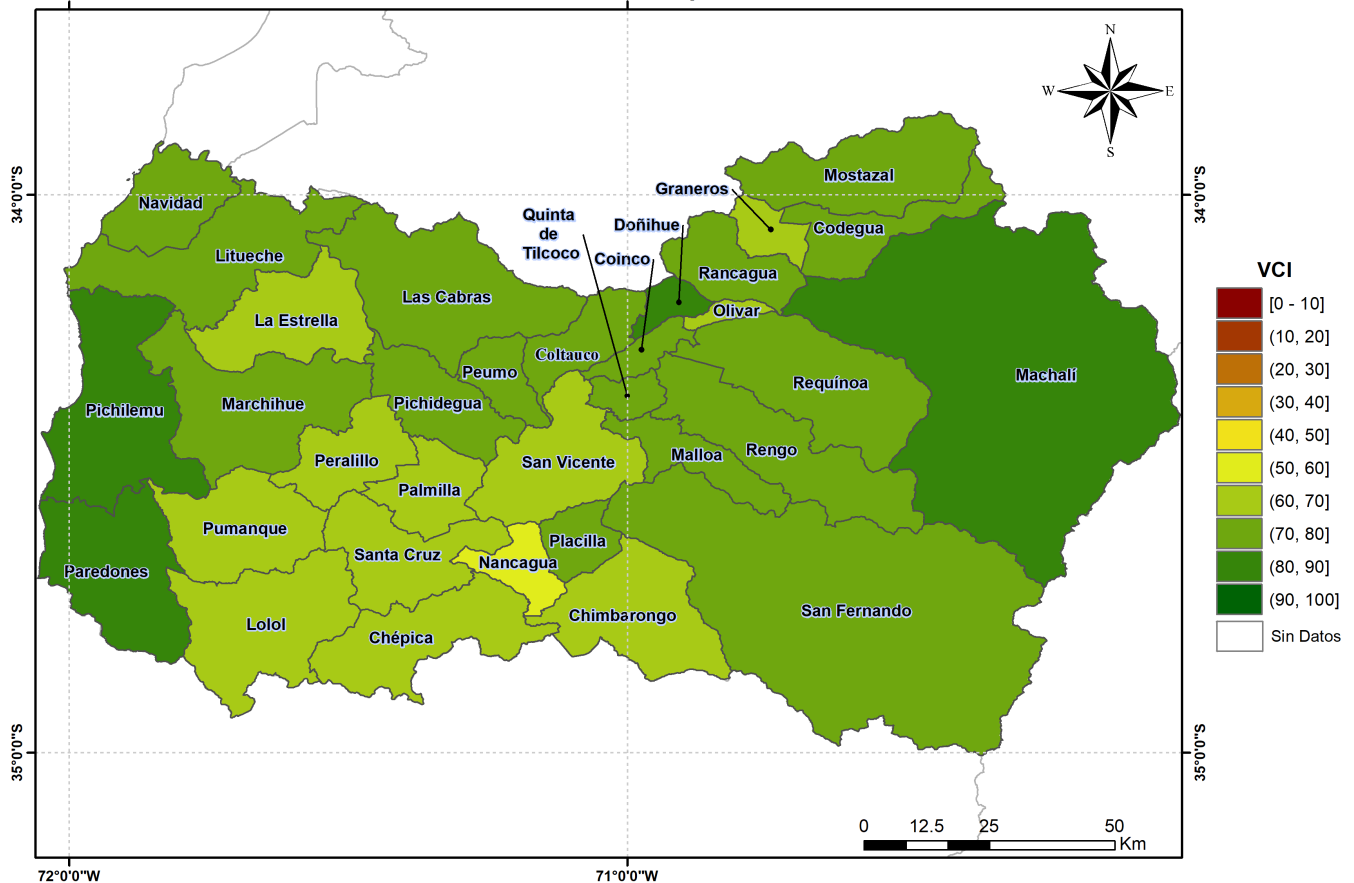 N
W
E
S
34°0'0"S
34°0'0"S
Mostazal
Graneros
Navidad
Quinta
de
Tilcoco
Doñihue
Codegua
Litueche
Coinco
Rancagua
VCI
Las Cabras
[0 - 10]
La Estrella
Olivar
(10, 20]
Coltauco
Peumo
(20, 30]
Machalí
Requínoa
Marchihue
Pichidegua
(30, 40]
Pichilemu
(40, 50]
Rengo
Malloa
Peralillo
San Vicente
(50, 60]
Palmilla
(60, 70]
Pumanque
(70, 80]
Placilla
Santa Cruz
Nancagua
Paredones
(80, 90]
(90, 100]
San Fernando
Chimbarongo
Lolol
Chépica
Sin Datos
35°0'0"S
35°0'0"S
0 12.5 25 50
Km
72°0'0"W
71°0'0"W